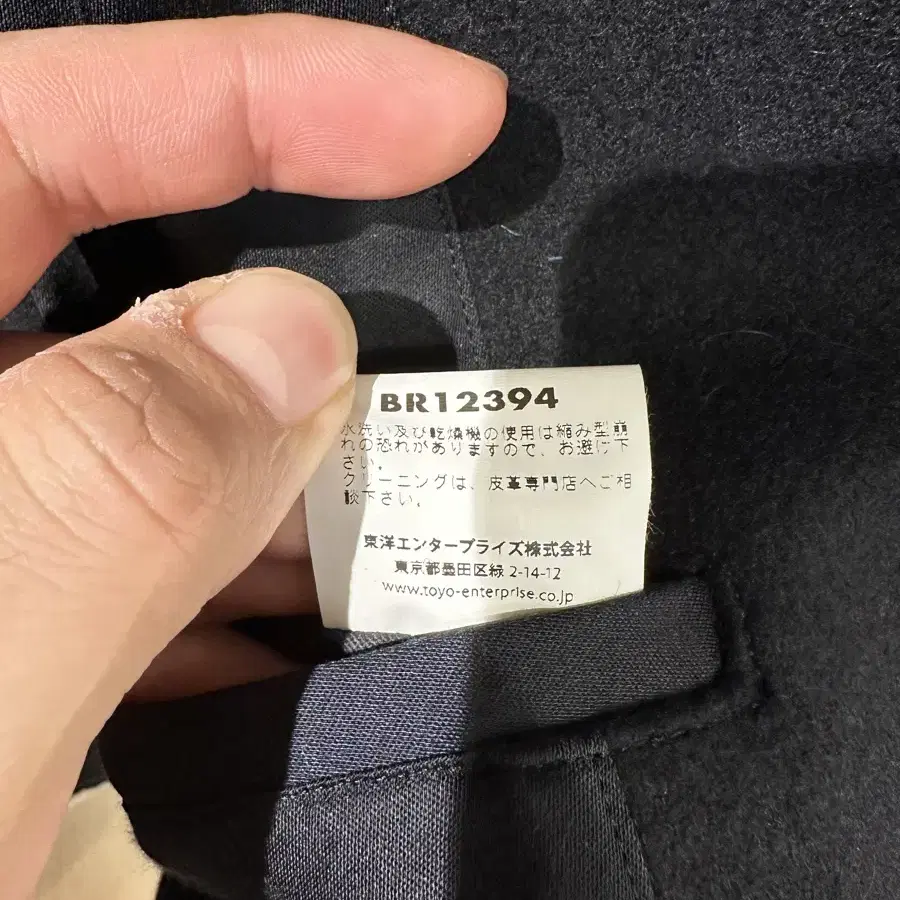 BR12394
水洗い及び乾燥機の使用は縮み型崩
れの恐れがありますので、お避け下
さい。
クリーニングは、皮革専門店へご相
談下さい。
東洋エンタープライズ株式会社
東京都墨田区緑 2-14-12
www.toyo-enterprise.co.jp